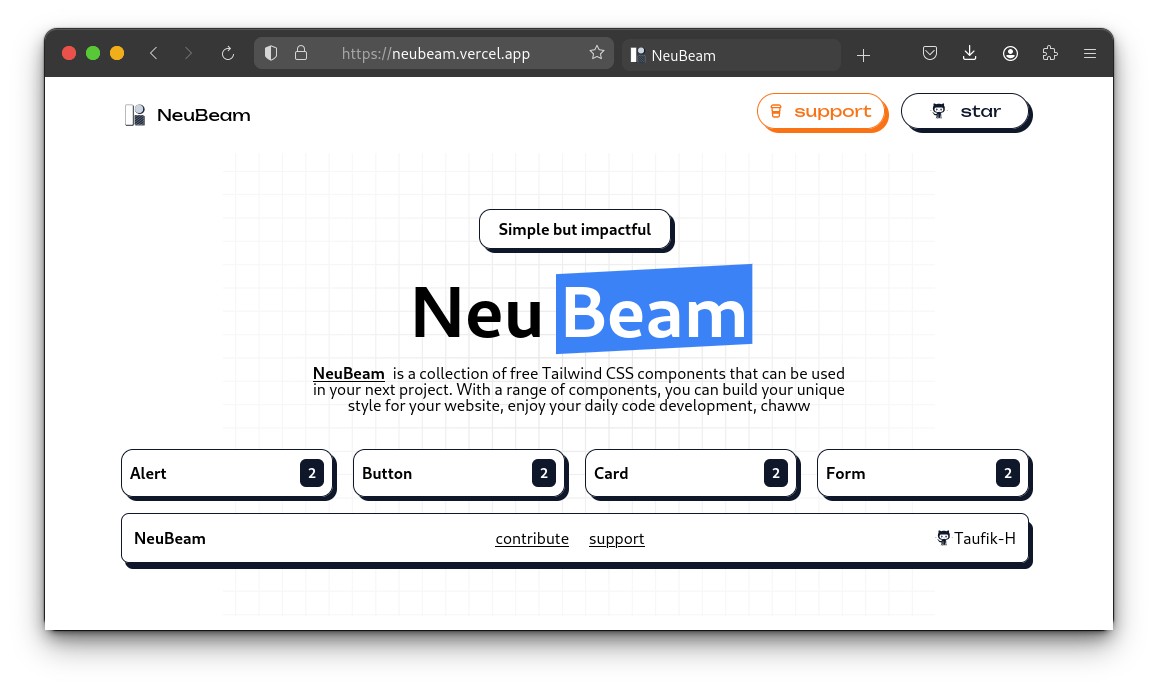 https://neubeam.vercel.app
NeuBeam
NeuBeam
support
star
Simple but impactful
Neu Beam
NeuBeam is a collection of free Tailwind CSS components that can be used
in your next project. With a range of components, you can build your unique
style for your website, enjoy your daily code development, chaww
Alert 2
Button 2
Card 2
Form 2
NeuBeam
contribute
support
Taufik-H